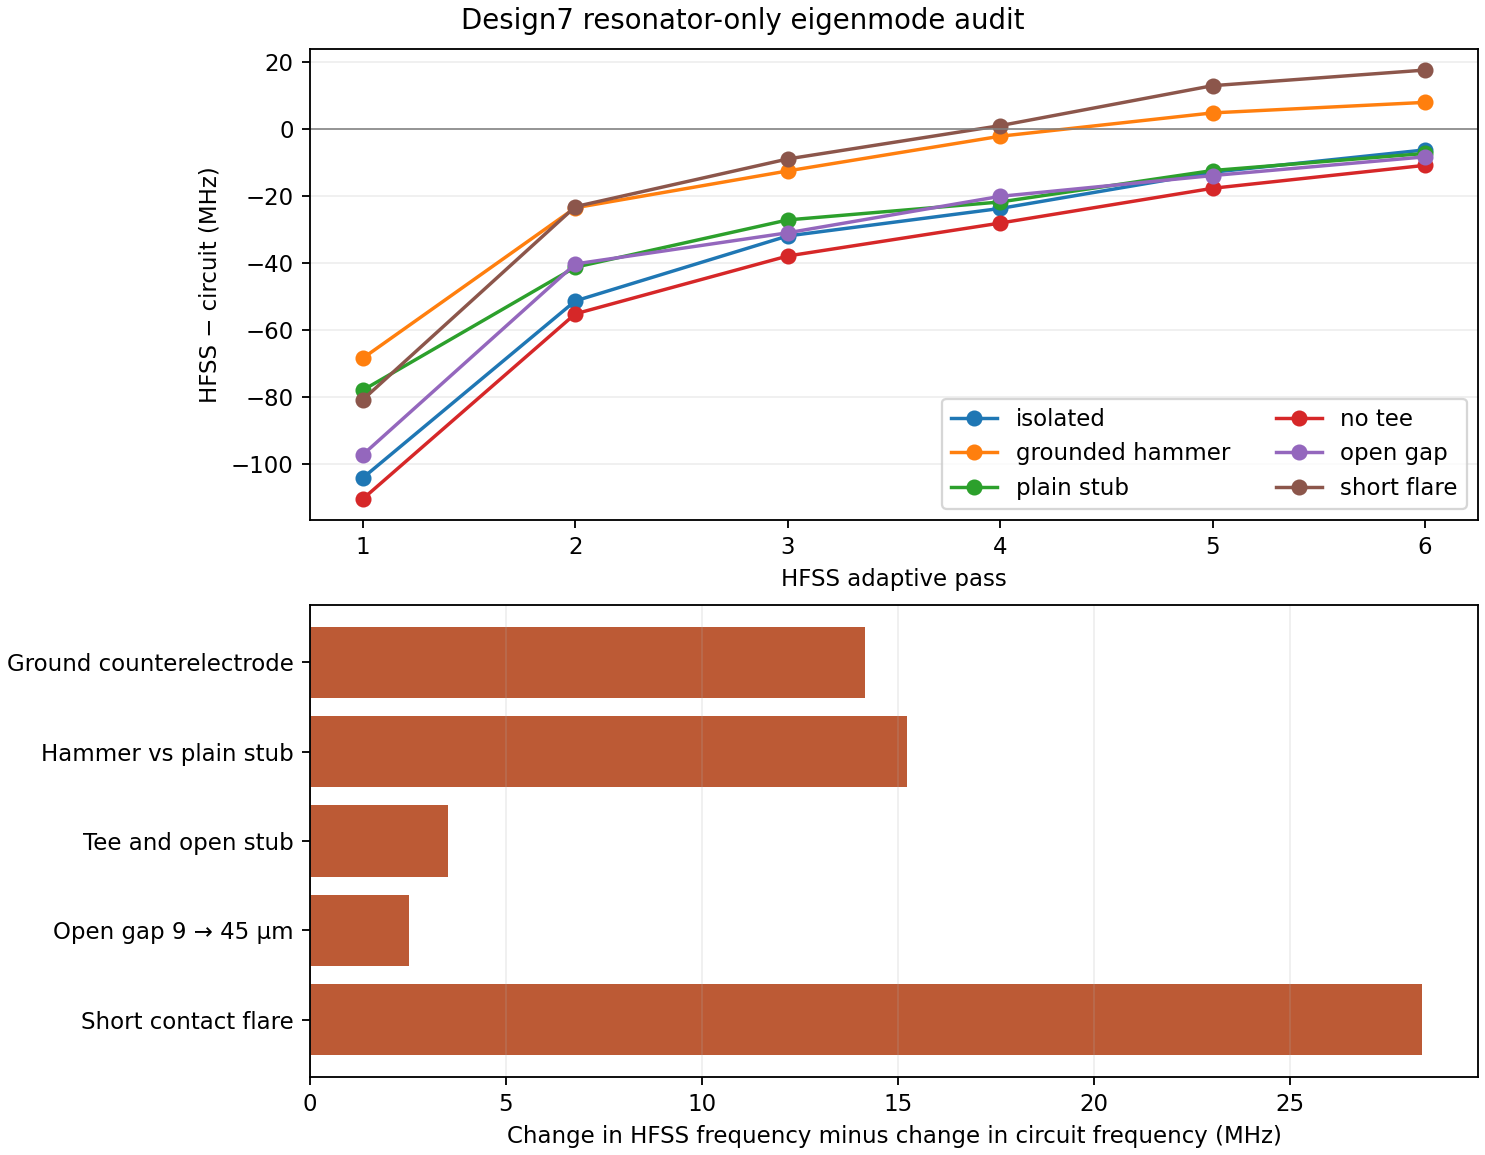 Design7 resonator-only eigenmode audit
20
0
−20
−40
−60
−80
−100
HFSS − circuit (MHz)
isolated
grounded hammer
plain stub
no tee
open gap
short flare
1 2 3 4 5 6
HFSS adaptive pass
Ground counterelectrode
Hammer vs plain stub
Tee and open stub
Open gap 9 → 45 µm
Short contact flare
0 5 10 15 20 25
Change in HFSS frequency minus change in circuit frequency (MHz)